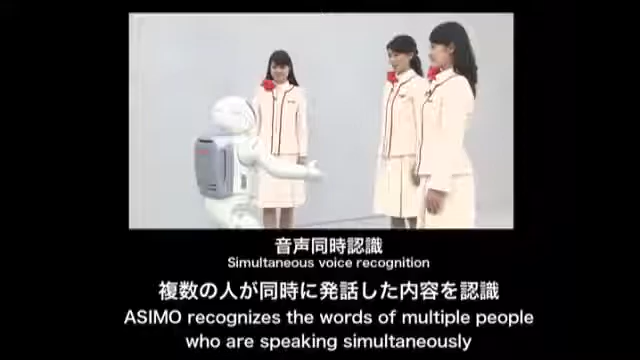 音声同時認識
Simultaneous voice recognition
複数の人が同時に発話した内容を認識
ASIMO recognizes the words of multiple people
who are speaking simultaneously